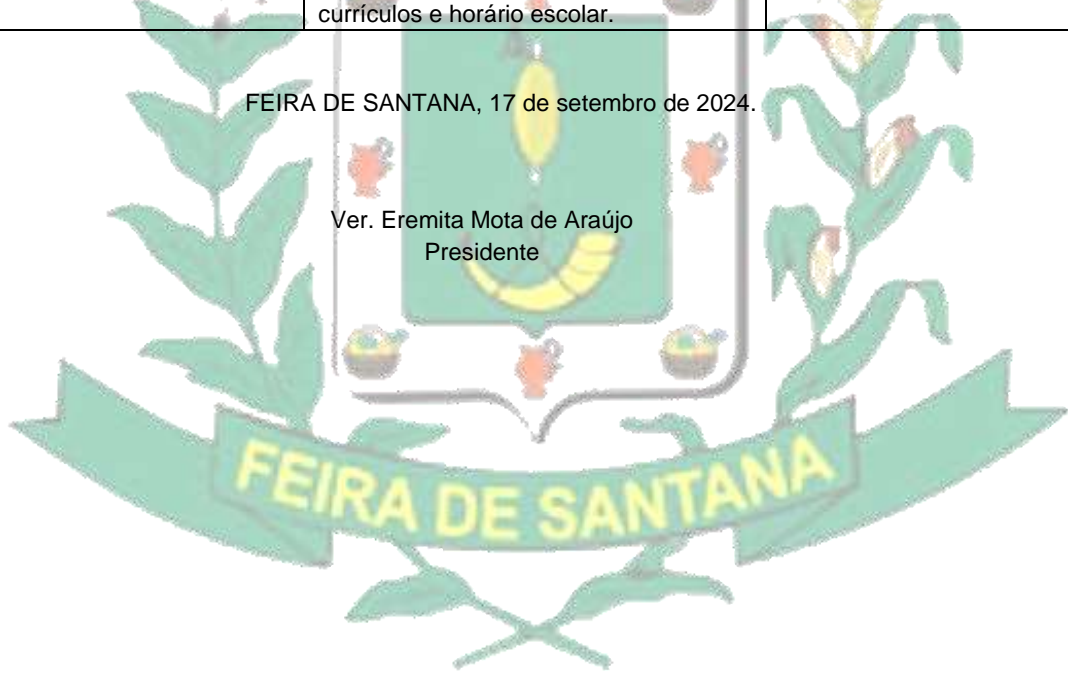 currículos e horário escolar.
FEIRA DE SANTANA, 17 de setembro de 2024.
Ver. Eremita Mota de Araújo
Presidente
FEIRA DE SANTANA